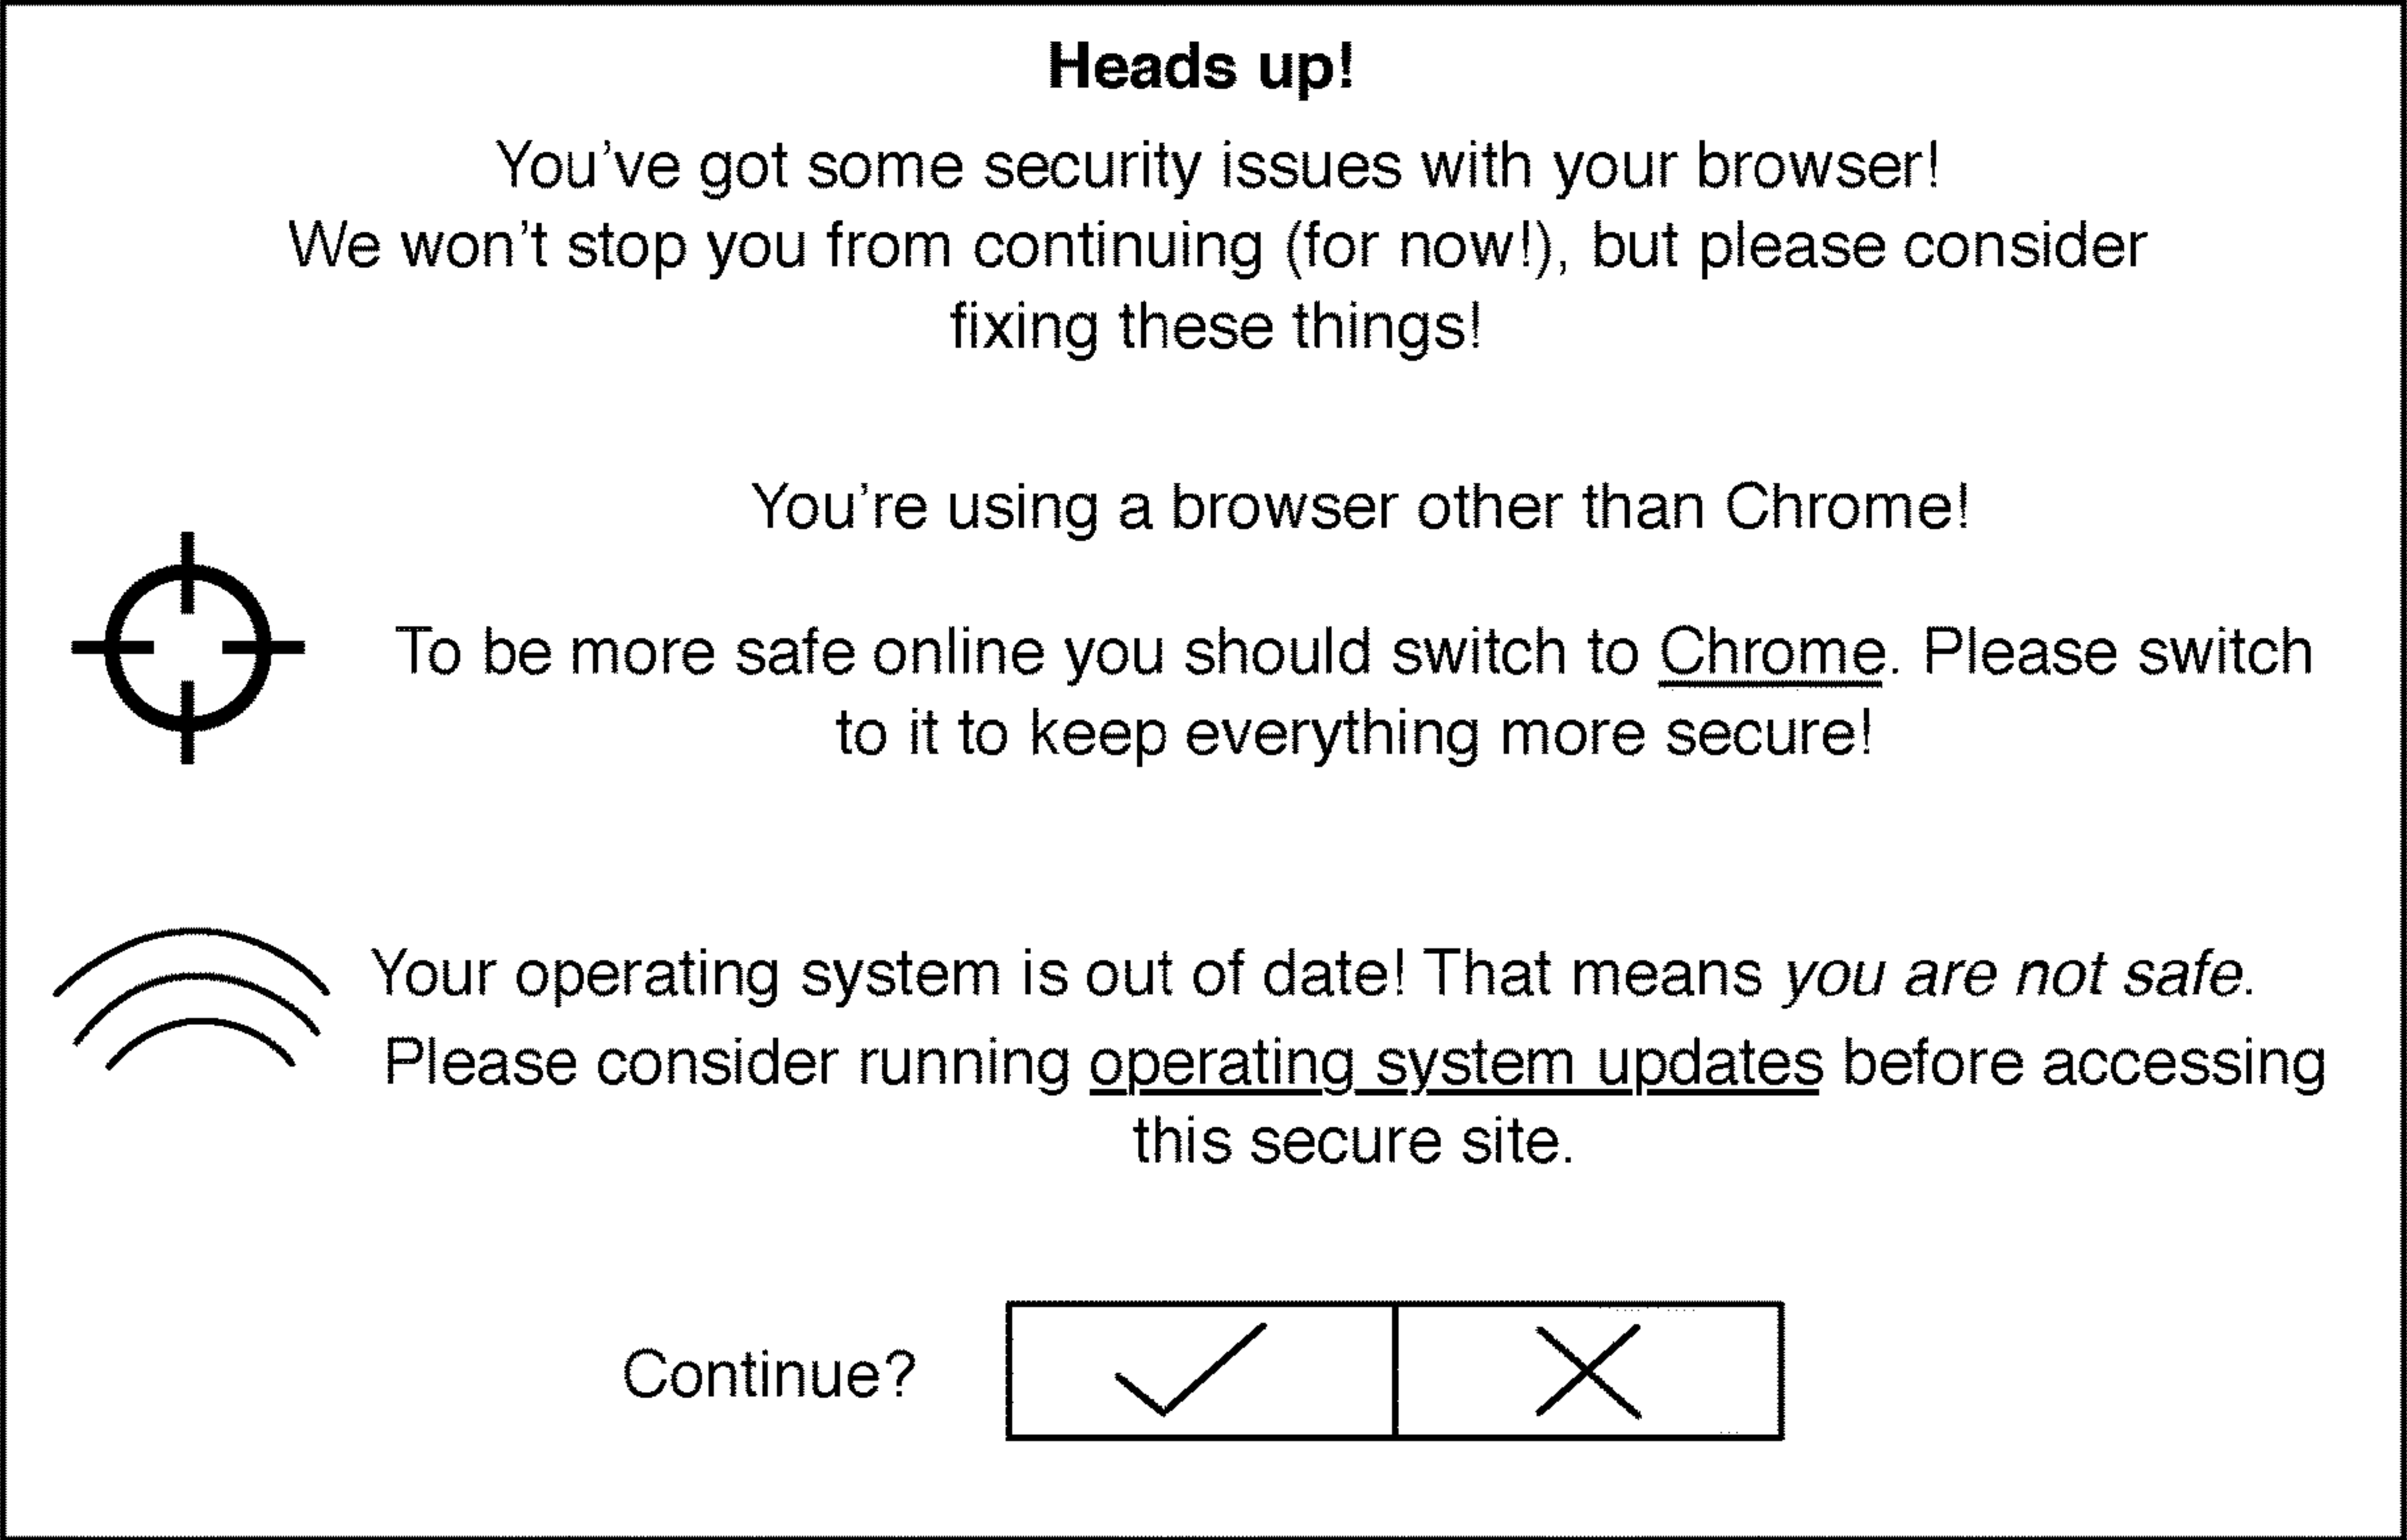 Heads up!
You’ve got some security issues with your browser!
We won’t stop you from continuing (for now!), but please consider
fixing these things!
You’re using a browser other than Chrome!
To be more safe online you should switch to Chrome. Please switch
to it to keep everything more secure!
Your operating system is out of date! That means you are not safe.
Please consider running operating system updates before accessing
this secure site.
Continue?